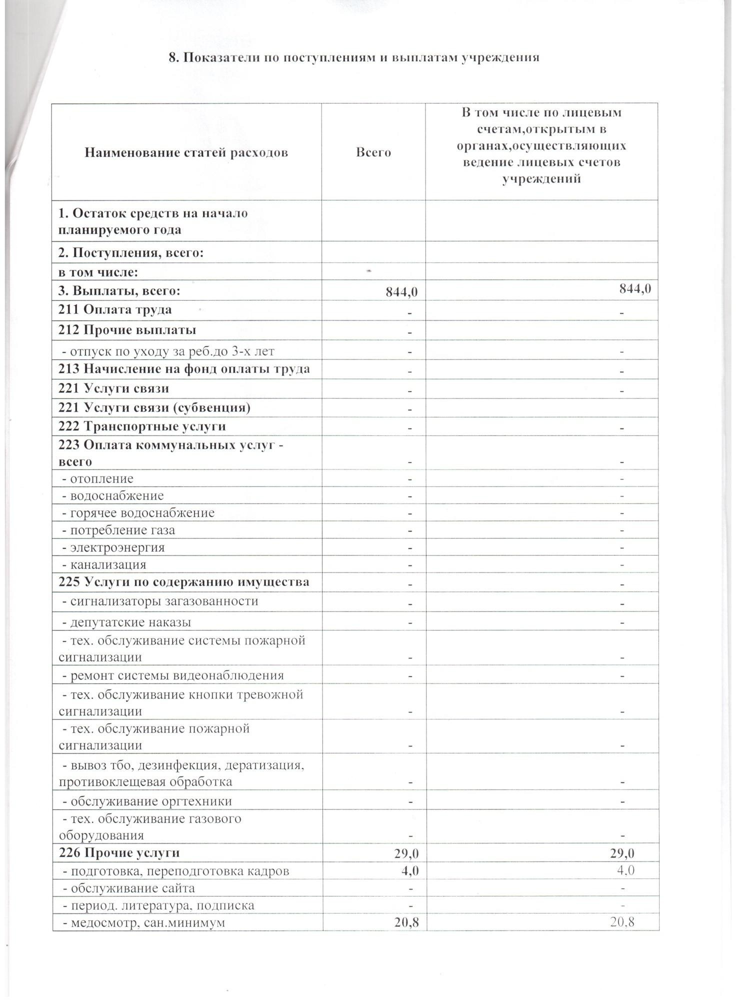 8. Показатели по поступлениям и выплатам учреждения
Наименование статей расходов
Всего
В том числе по лицевым
счетам,открытым в
органах,осуществляющих
ведение лицевых счетов
учреждений
1. Остаток средств на начало
планируемого года
2. Поступления, всего:
в том числе:
3. Выплаты, всего: 844,0 844,0
211 Оплата труда - -
212 Прочие выплаты -
- отпуск по уходу за реб.до 3-х лет - -
213 Начисление на фонд оплаты труда - -
221 Услуги связи - -
221 Услуги связи (субвенция) -
222 Транспортные услуги - -
223 Оплата коммунальных услуг -
всего - -
- отопление - -
- водоснабжение - -
- горячее водоснабжение - -
- потребление газа - -
- электроэнергия - -
- канализация - -
225 Услуги по содержанию имущества - -
- сигнализаторы загазованности - -
- депутатские наказы - -
- тех. обслуживание системы пожарной
сигнализации - -
- ремонт системы видеонаблюдения - -
- тех. обслуживание кнопки тревожной
сигнализации - -
- тех. обслуживание пожарной
сигнализации - -
- вывоз тбо, дезинфекция, дератизация,
противоклещевая обработка - -
- обслуживание оргтехники - -
- тех. обслуживание газового
оборудования - -
226 Прочие услуги 29,0 29,0
- подготовка, переподготовка кадров 4,0 4,0
- обслуживание сайта - -
- период. литература, подписка - -
- медосмотр, сан.минимум 20,8 20,8